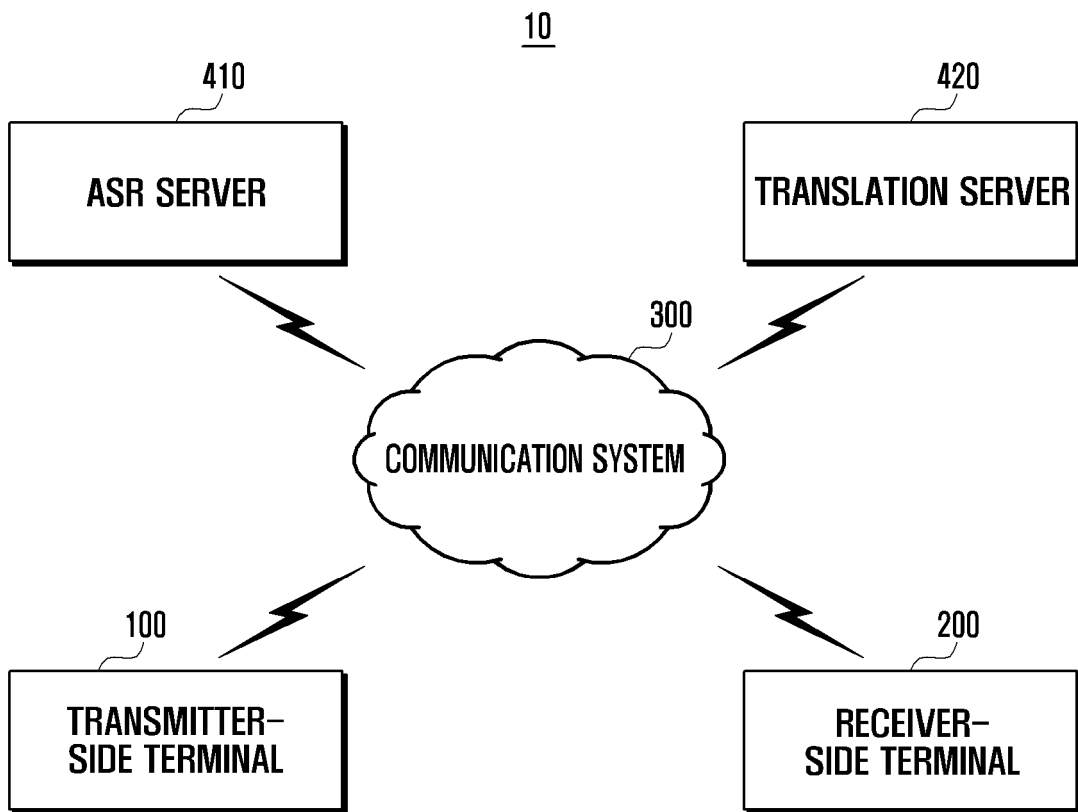 10
410
420
ASR SERVER
TRANSLATION SERVER
300
COMMUNICATION SYSTEM
100
200
TRANSMITTER-
SIDE TERMINAL
RECEIVER-
SIDE TERMINAL